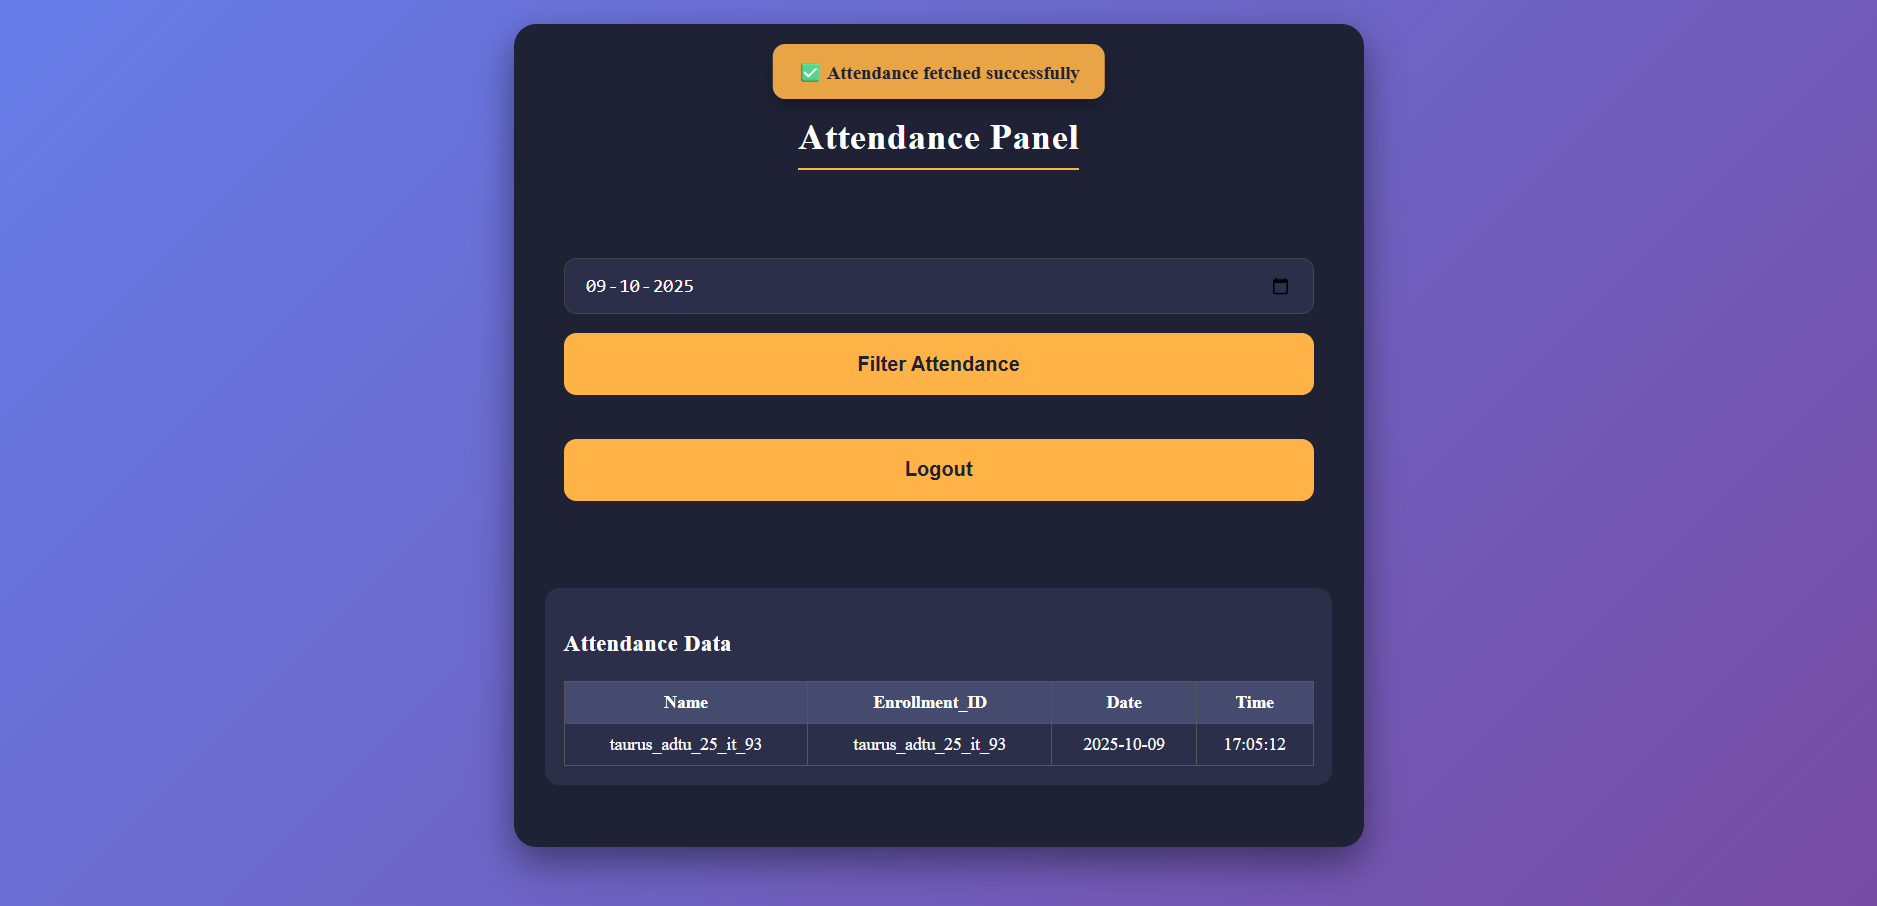 ✅ Attendance fetched successfully
Attendance Panel
09-10-2025
Filter Attendance
Logout
Attendance Data
Name Enrollment_ID Date Time
taurus_adtu_25_it_93 taurus_adtu_25_it_93 2025-10-09 17:05:12